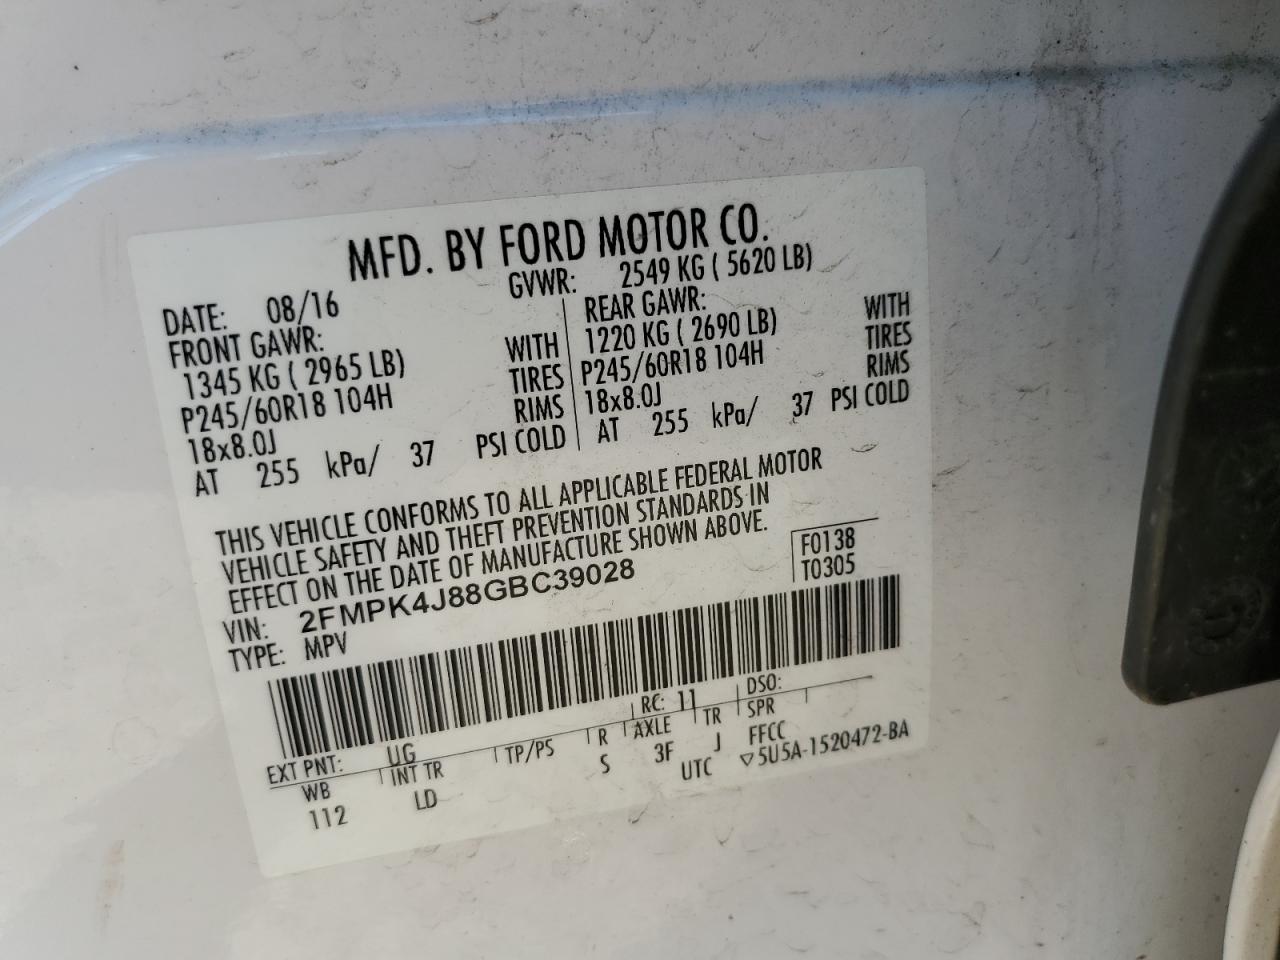 MFD. BY FORD MOTOR CO.
DATE: 08/16 GVWR: 2549 KG ( 5620 LB)
FRONT GAWR:
1345 KG ( 2965 LB) WITH
P245/60R18 104H TIRES
18x8.0J RIMS
AT 255 kPa/ 37 PSI COLD
REAR GAWR: WITH
1220 KG ( 2690 LB) TIRES
P245/60R18 104H RIMS
18x8.0J
AT 255 kPa/ 37 PSI COLD
THIS VEHICLE CONFORMS TO ALL APPLICABLE FEDERAL MOTOR
VEHICLE SAFETY AND THEFT PREVENTION STANDARDS IN
EFFECT ON THE DATE OF MANUFACTURE SHOWN ABOVE.
VIN: 2FMPK4J88GBC39028
TYPE: MPV
F0138
T0305
EXT PNT: UG RC: 11 DSO:
WB INT TR TP/PS R AXLE TR SPR
112 LD S 3F J FFCC
UTC ▽5U5A-1520472-BA